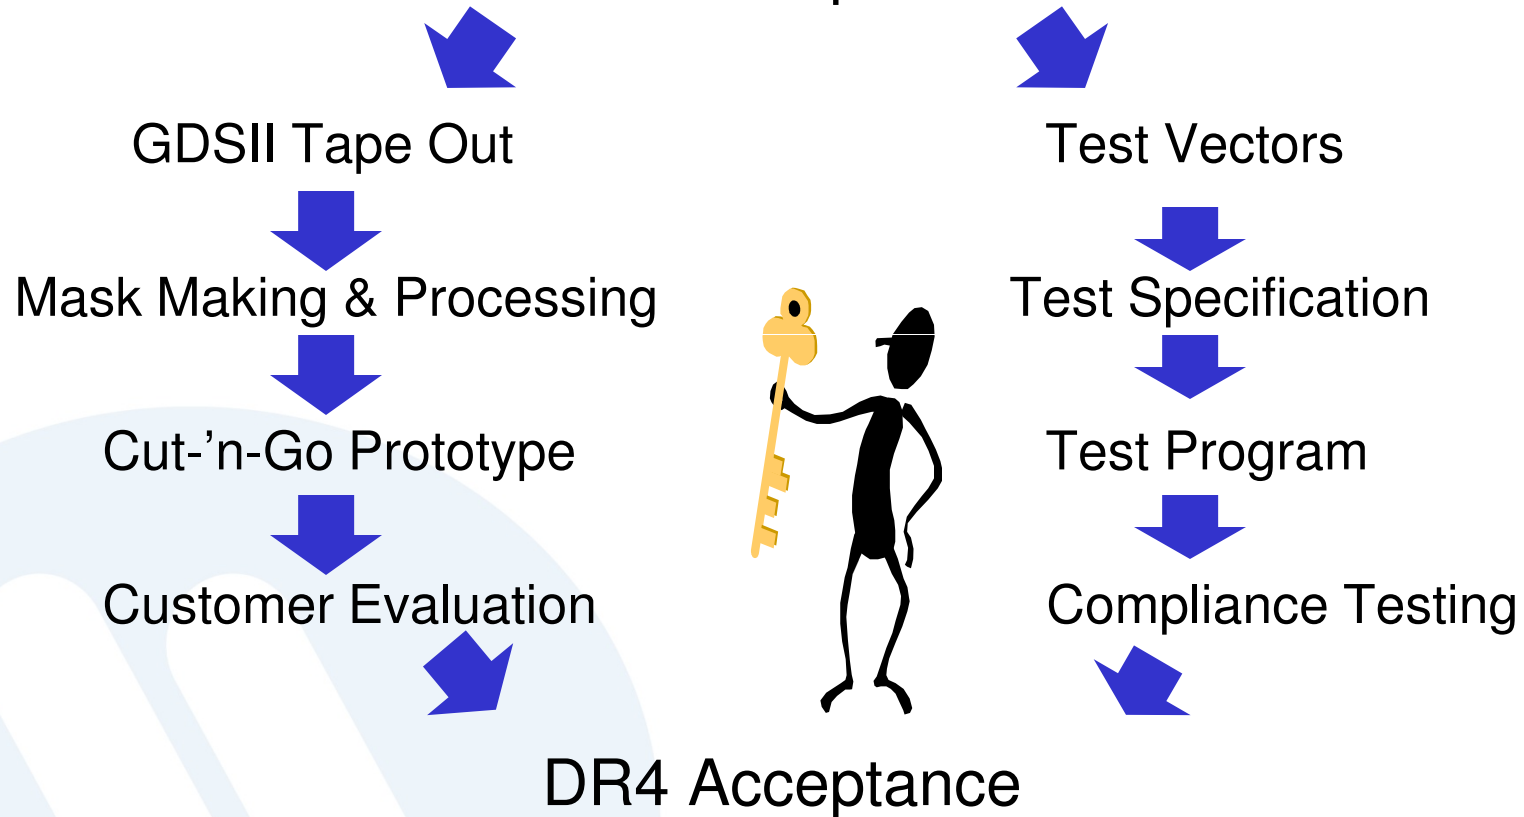 GDSII Tape Out
Test Vectors
Mask Making & Processing
Test Specification
Cut-'n-Go Prototype
Test Program
Customer Evaluation
Compliance Testing
DR4 Acceptance